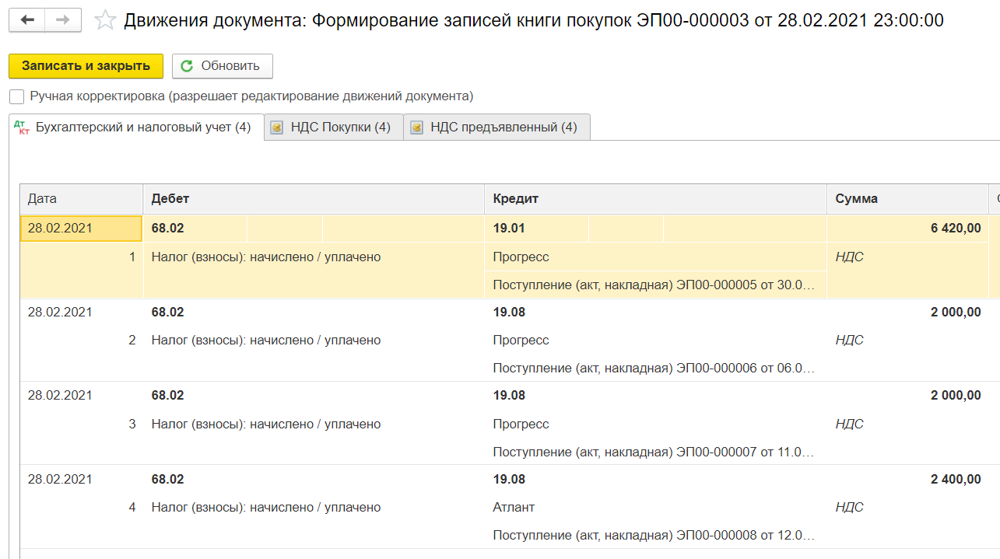 Движения документа: Формирование записей книги покупок ЭП00-000003 от 28.02.2021 23:00:00
Записать и закрыть Обновить
Ручная корректировка (разрешает редактирование движений документа)
Дт Кт Бухгалтерский и налоговый учет (4) НДС Покупки (4) НДС предъявленный (4)
Дата Дебет Кредит Сумма
28.02.2021 68.02 19.01 6 420,00
1 Налог (взносы): начислено / уплачено Прогресс НДС
Поступление (акт, накладная) ЭП00-000005 от 30.0…
28.02.2021 68.02 19.08 2 000,00
2 Налог (взносы): начислено / уплачено Прогресс НДС
Поступление (акт, накладная) ЭП00-000006 от 06.0…
28.02.2021 68.02 19.08 2 000,00
3 Налог (взносы): начислено / уплачено Прогресс НДС
Поступление (акт, накладная) ЭП00-000007 от 11.0…
28.02.2021 68.02 19.08 2 400,00
4 Налог (взносы): начислено / уплачено Атлант НДС
Поступление (акт, накладная) ЭП00-000008 от 12.0…